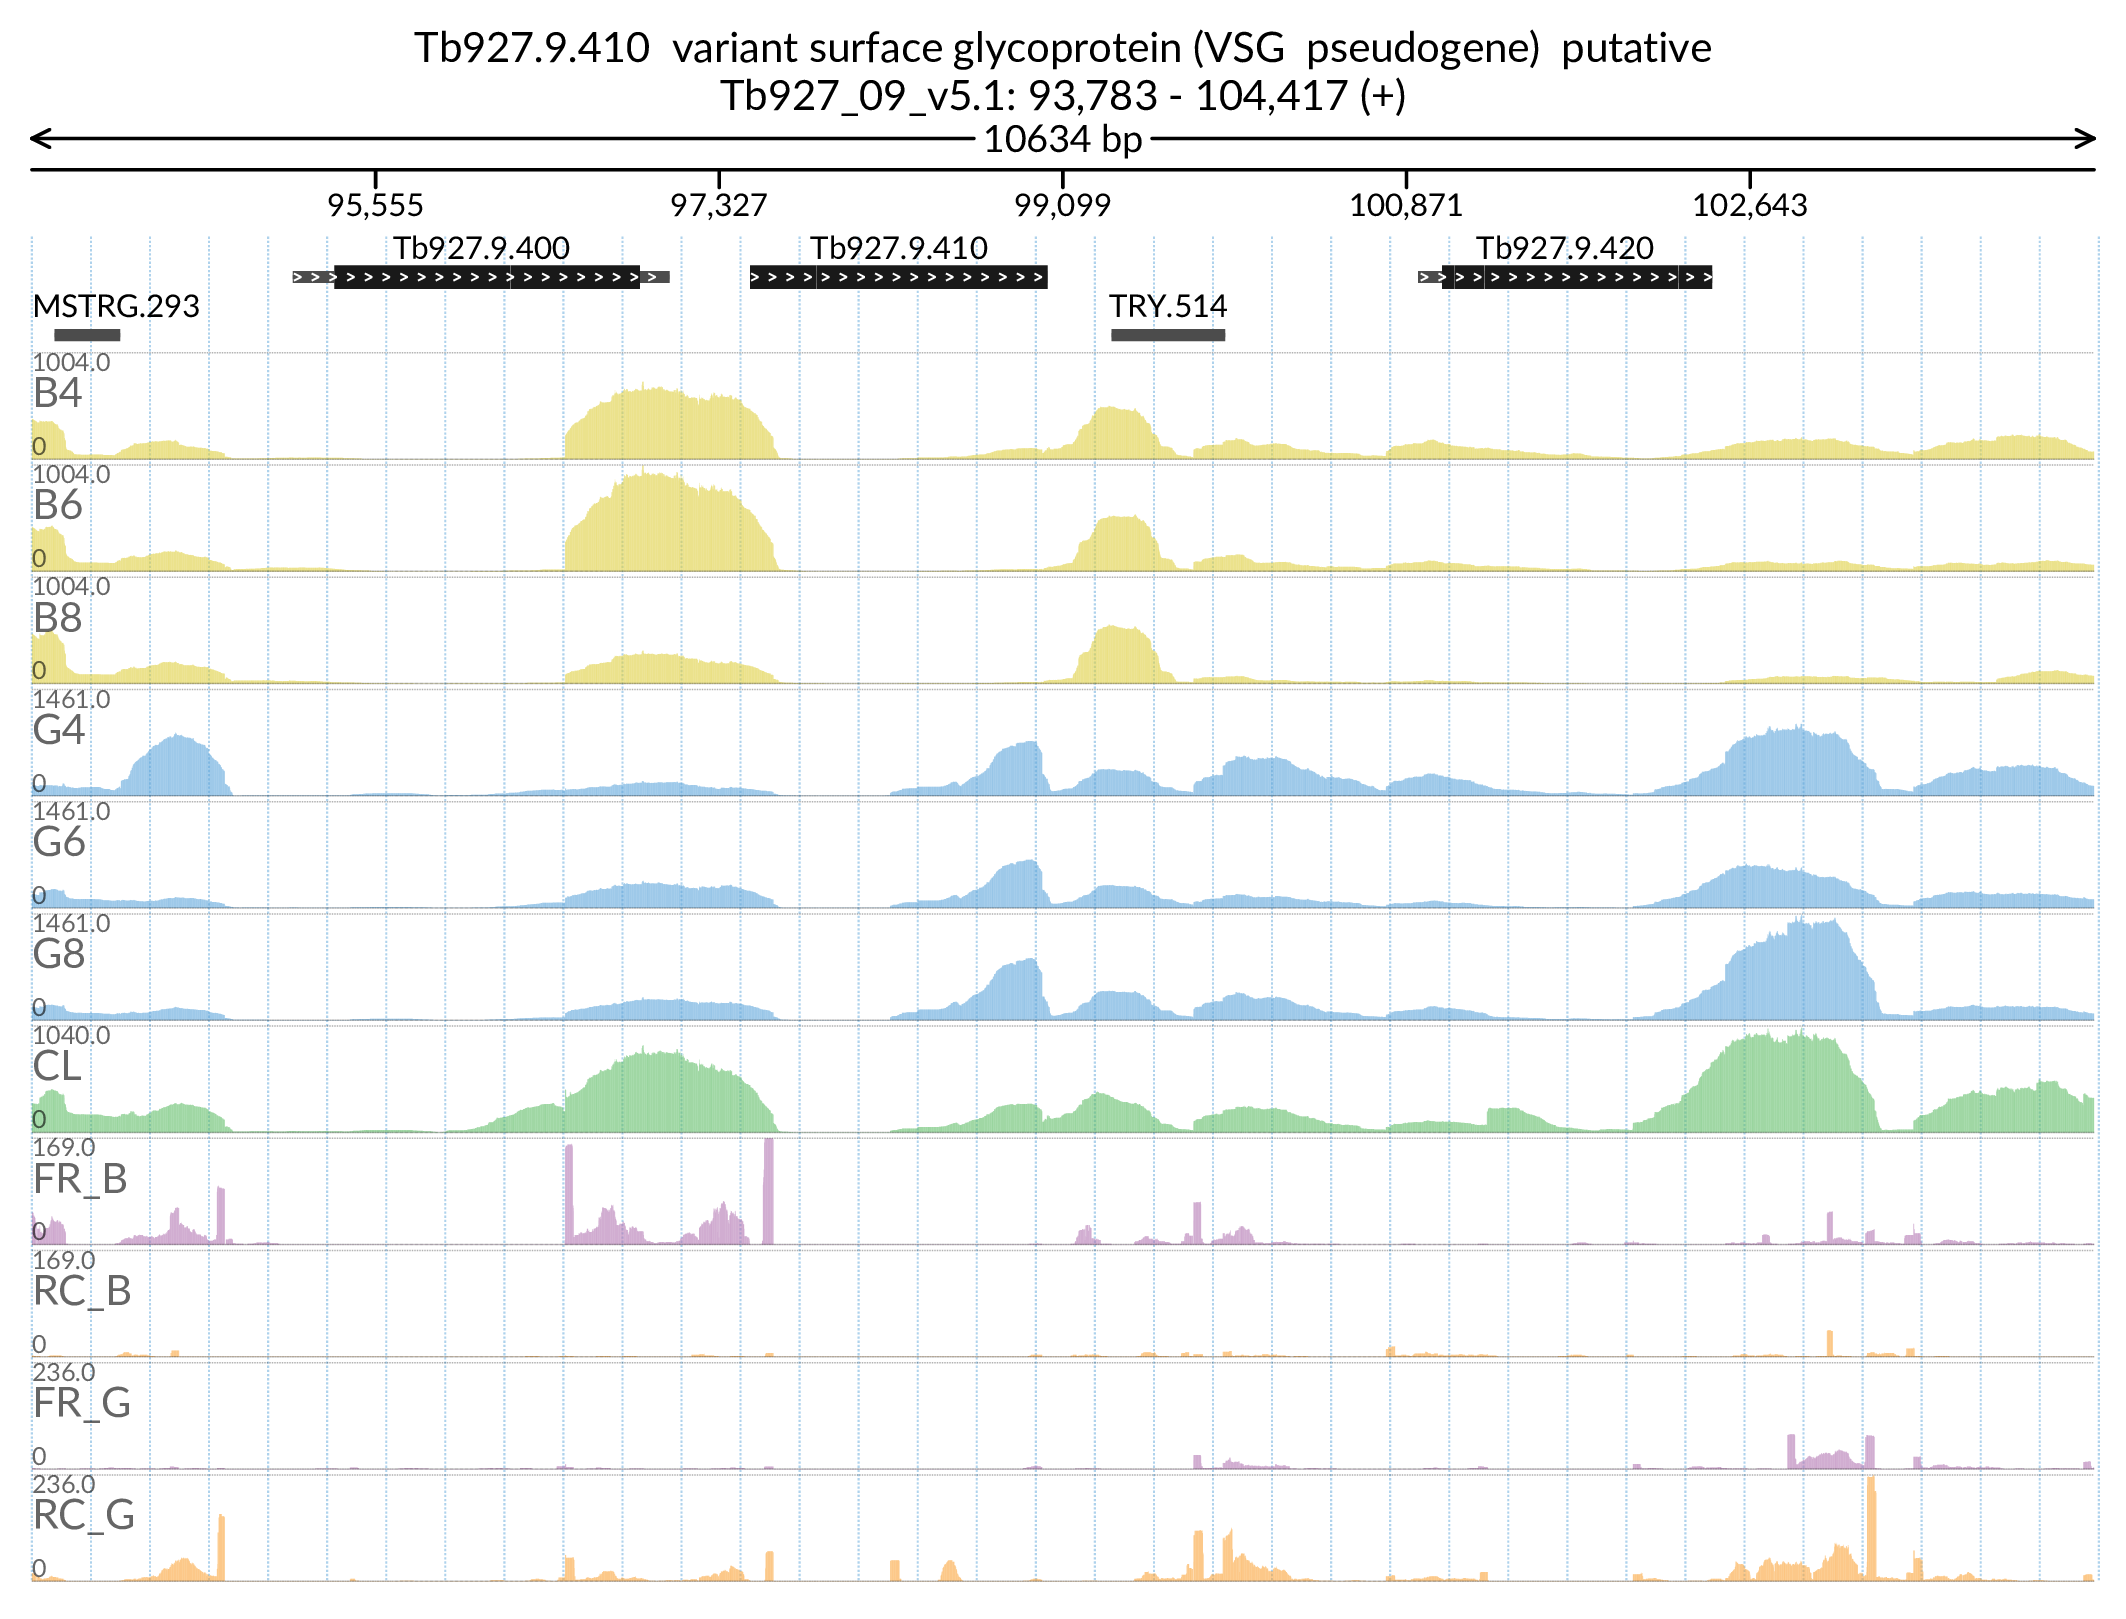 Tb927.9.410  variant surface glycoprotein (VSG  pseudogene)  putative
Tb927_09_v5.1: 93,783 - 104,417 (+)
10634 bp
95,555 97,327 99,099 100,871 102,643
Tb927.9.400 Tb927.9.410 Tb927.9.420
MSTRG.293 TRY.514
1004.0
B4
0
1004.0
B6
0
1004.0
B8
0
1461.0
G4
0
1461.0
G6
0
1461.0
G8
0
1040.0
CL
0
169.0
FR_B
0
169.0
RC_B
0
236.0
FR_G
0
236.0
RC_G
0